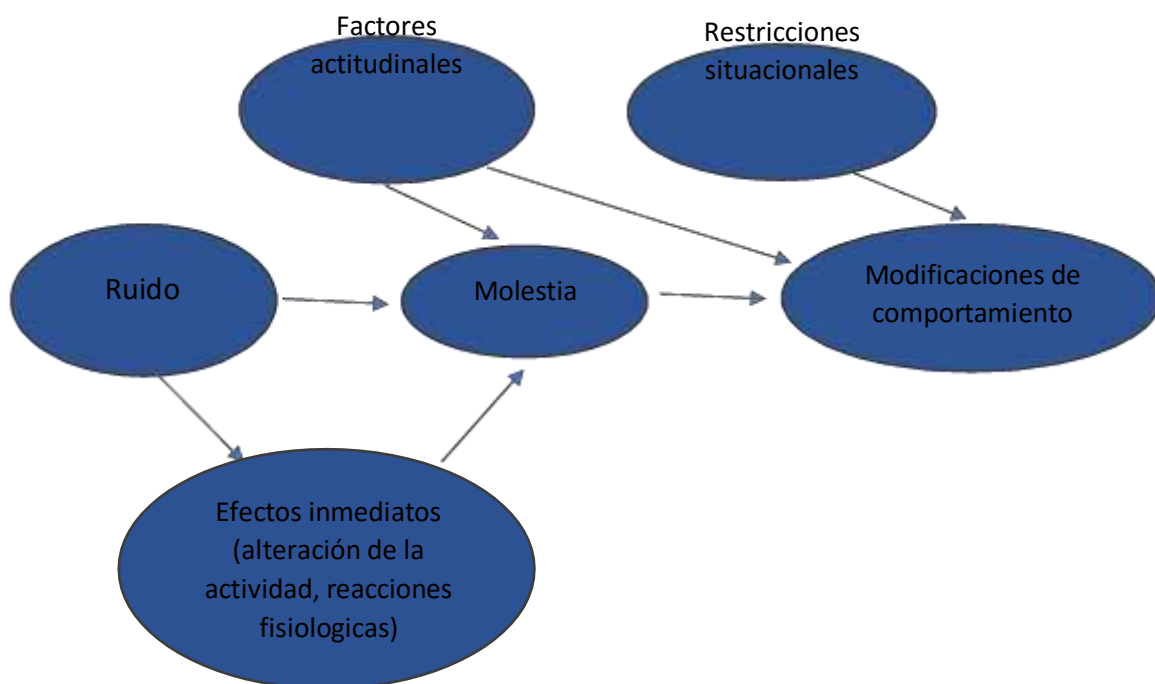 Factores
actitudinales
Restricciones
situacionales
Ruido
Molestia
Modificaciones de
comportamiento
Efectos inmediatos
(alteración de la
actividad, reacciones
fisiologicas)